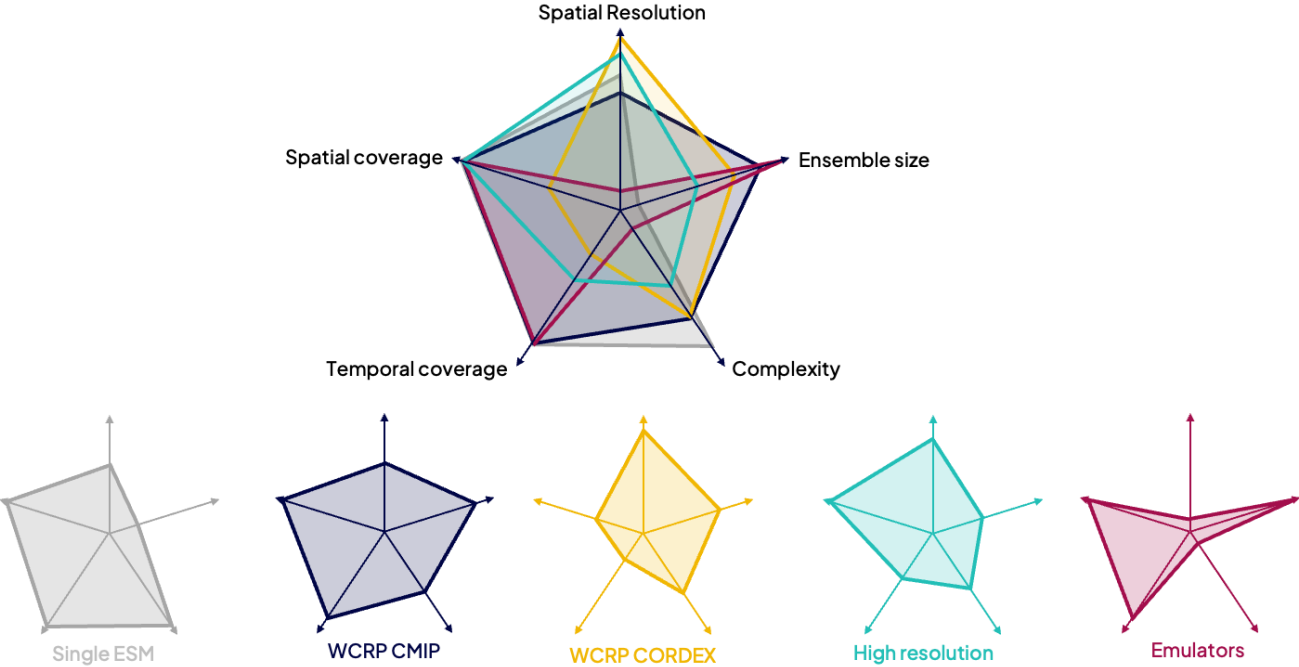 Spatial Resolution
Spatial coverage
Ensemble size
Temporal coverage
Complexity
Single ESM
WCRP CMIP
WCRP CORDEX
High resolution
Emulators